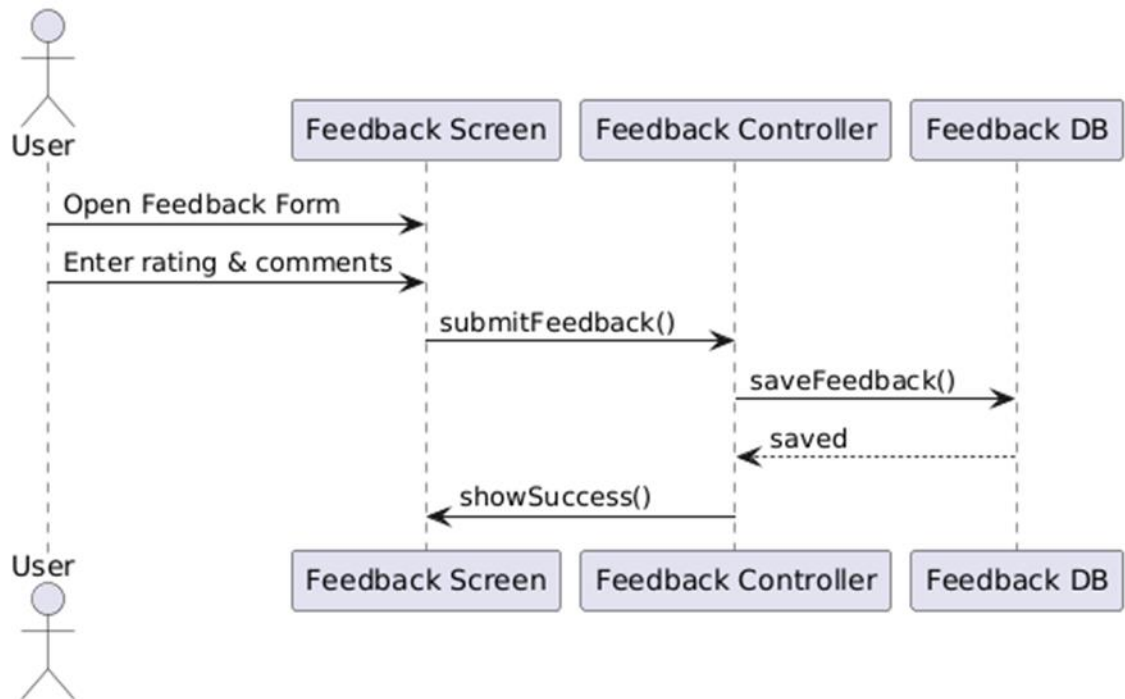 User
Feedback Screen
Feedback Controller
Feedback DB
Open Feedback Form
Enter rating & comments
submitFeedback()
saveFeedback()
saved
showSuccess()
User
Feedback Screen
Feedback Controller
Feedback DB